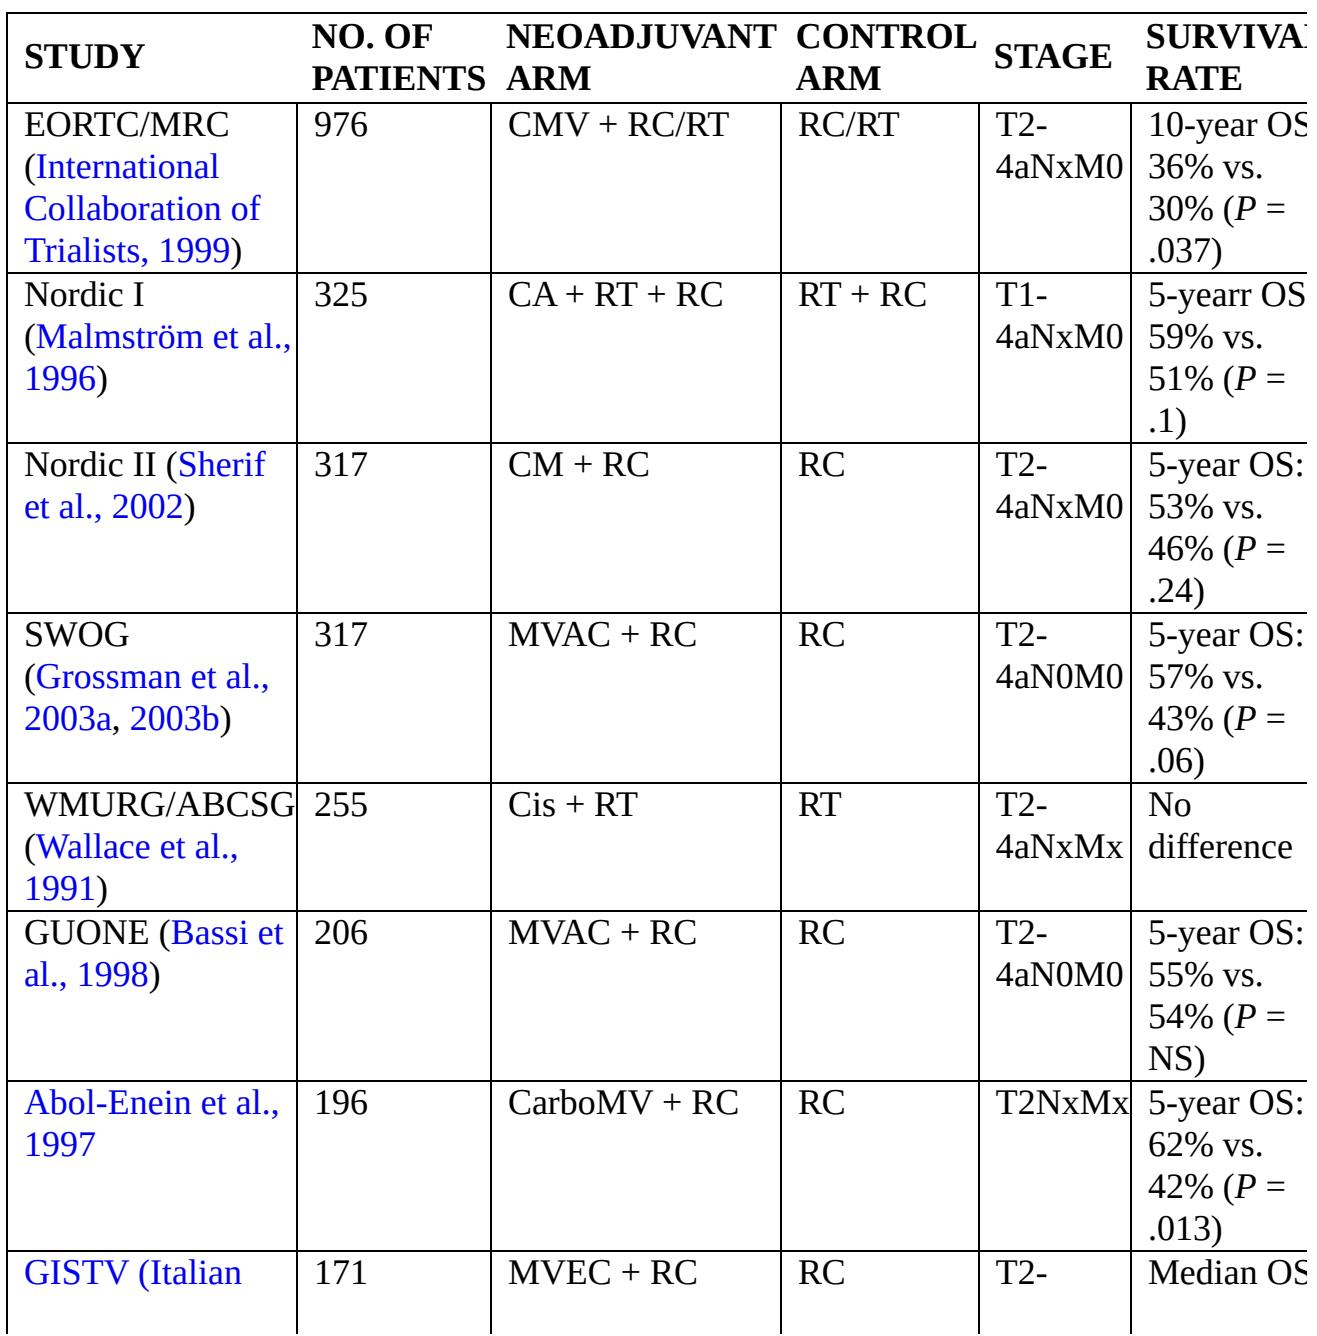 STUDY
NO. OF
PATIENTS
NEOADJUVANT
ARM
CONTROL
ARM
STAGE
SURVIVAL
RATE
EORTC/MRC
(International
Collaboration of
Trialists, 1999)
976
CMV + RC/RT
RC/RT
T2-
4aNxM0
10-year OS
36% vs.
30% (P =
.037)
Nordic I
(Malmström et al.,
1996)
325
CA + RT + RC
RT + RC
T1-
4aNxM0
5-yearr OS
59% vs.
51% (P =
.1)
Nordic II (Sherif
et al., 2002)
317
CM + RC
RC
T2-
4aNxM0
5-year OS:
53% vs.
46% (P =
.24)
SWOG
(Grossman et al.,
2003a, 2003b)
317
MVAC + RC
RC
T2-
4aN0M0
5-year OS:
57% vs.
43% (P =
.06)
WMURG/ABCSG
(Wallace et al.,
1991)
255
Cis + RT
RT
T2-
4aNxMx
No
difference
GUONE (Bassi et
al., 1998)
206
MVAC + RC
RC
T2-
4aN0M0
5-year OS:
55% vs.
54% (P =
NS)
Abol-Enein et al.,
1997
196
CarboMV + RC
RC
T2NxMx
5-year OS:
62% vs.
42% (P =
.013)
GISTV (Italian
171
MVEC + RC
RC
T2-
Median OS